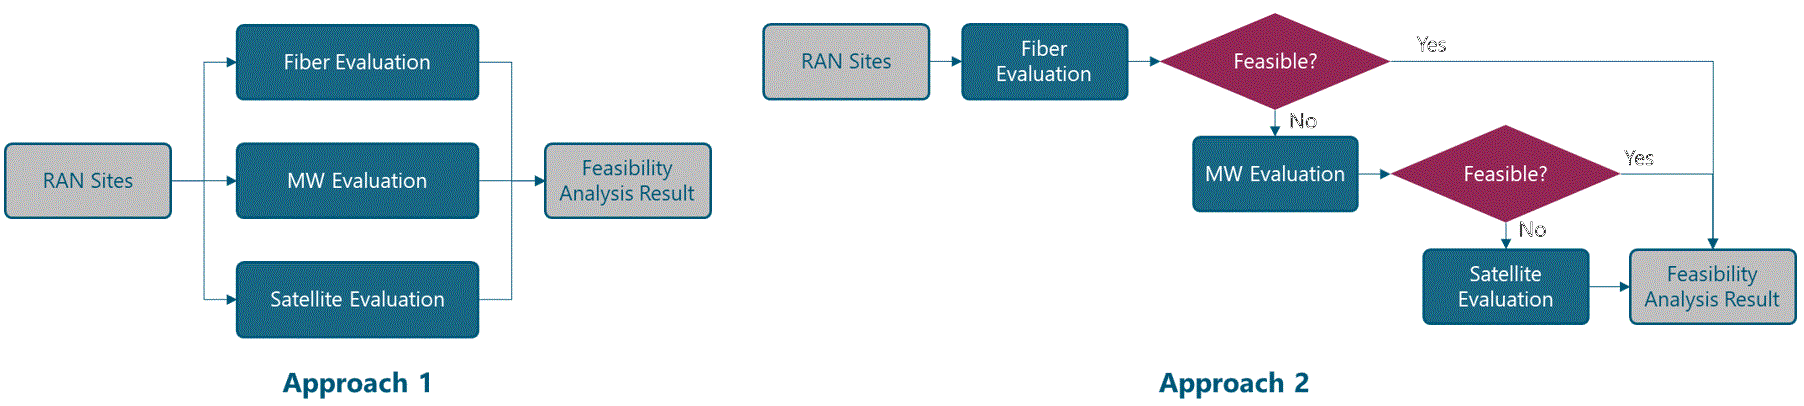 Fiber Evaluation
RAN Sites
MW Evaluation
Feasibility
Analysis Result
Satellite Evaluation
Approach 1
RAN Sites
Fiber
Evaluation
Feasible?
Yes
No
MW Evaluation
Feasible?
Yes
No
Satellite
Evaluation
Feasibility
Analysis Result
Approach 2